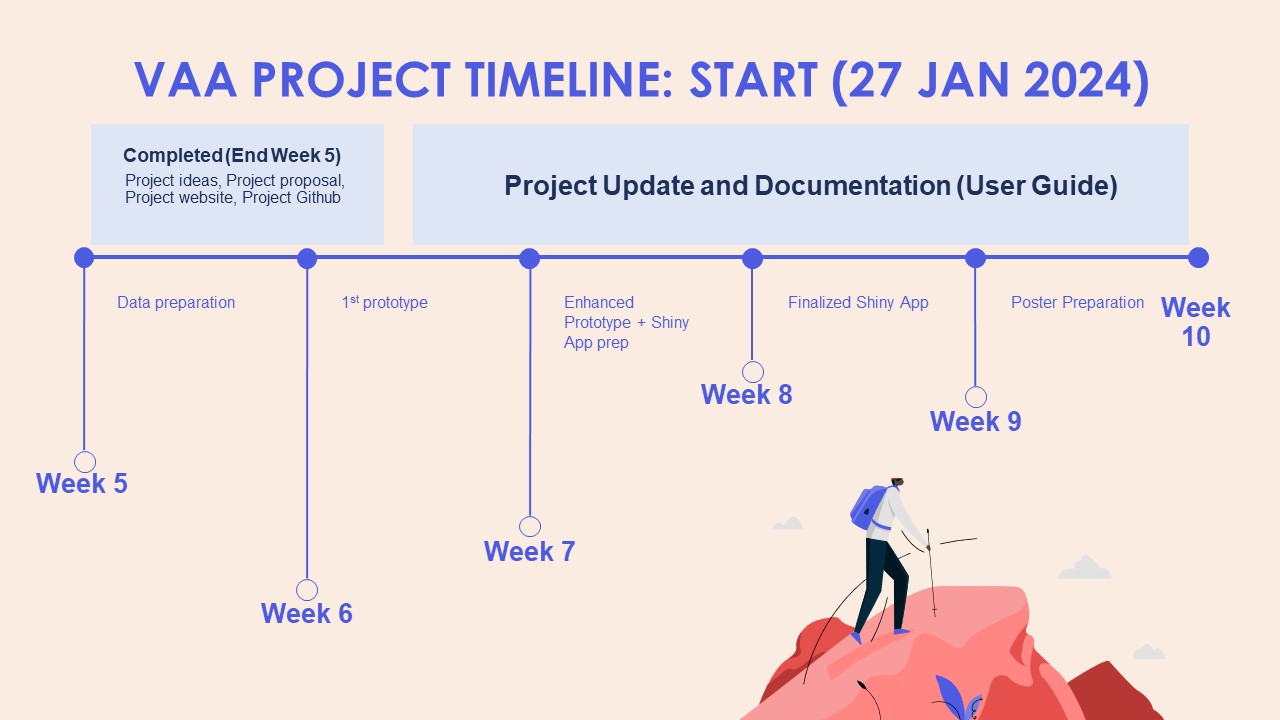 VAA PROJECT TIMELINE: START (27 JAN 2024)
Completed (End Week 5)
Project ideas, Project proposal,
Project website, Project Github
Project Update and Documentation (User Guide)
Data preparation
1st prototype
Enhanced
Prototype + Shiny
App prep
Finalized Shiny App
Poster Preparation
Week
10
Week 8
Week 9
Week 5
Week 7
Week 6